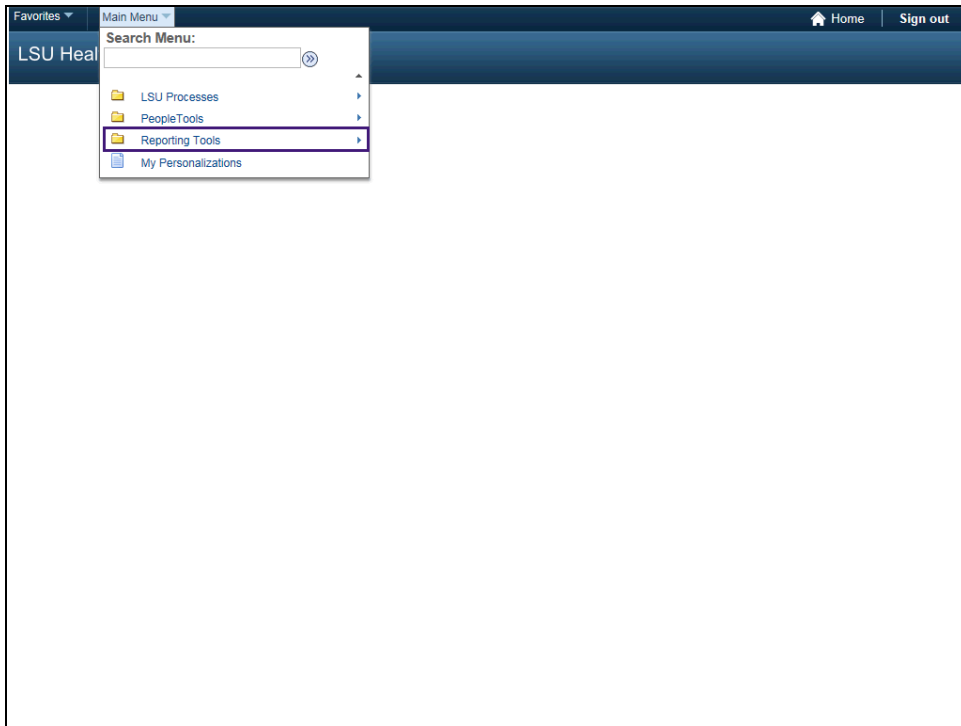 Favorites Main Menu Home Sign out
Search Menu:
LSU Heal
LSU Processes
PeopleTools
Reporting Tools
My Personalizations